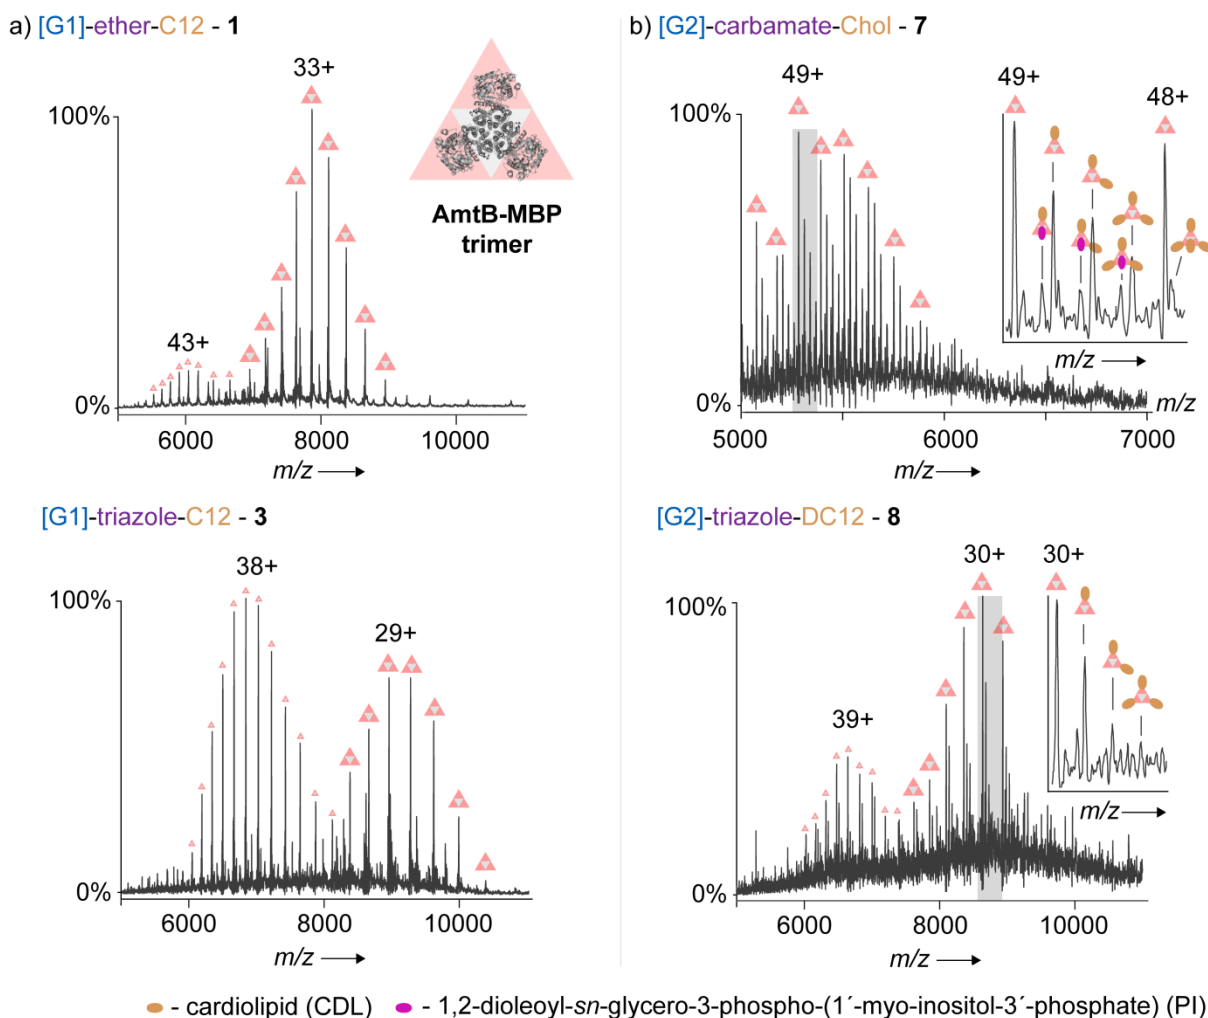 a) [G1]-ether-C12 - 1
33+
100%
43+
0%
6000 8000 10000
m/z
AmtB-MBP
trimer
b) [G2]-carbamate-Chol - 7
49+
100%
0%
5000 6000 7000
m/z
m/z
49+
48+
m/z
[G1]-triazole-C12 - 3
38+
100%
29+
0%
6000 8000 10000
m/z
[G2]-triazole-DC12 - 8
30+
100%
39+
0%
6000 8000 10000
m/z
30+
m/z
- cardiolipid (CDL) - 1,2-dioleoyl-sn-glycero-3-phospho-(1´-myo-inositol-3´-phosphate) (PI)